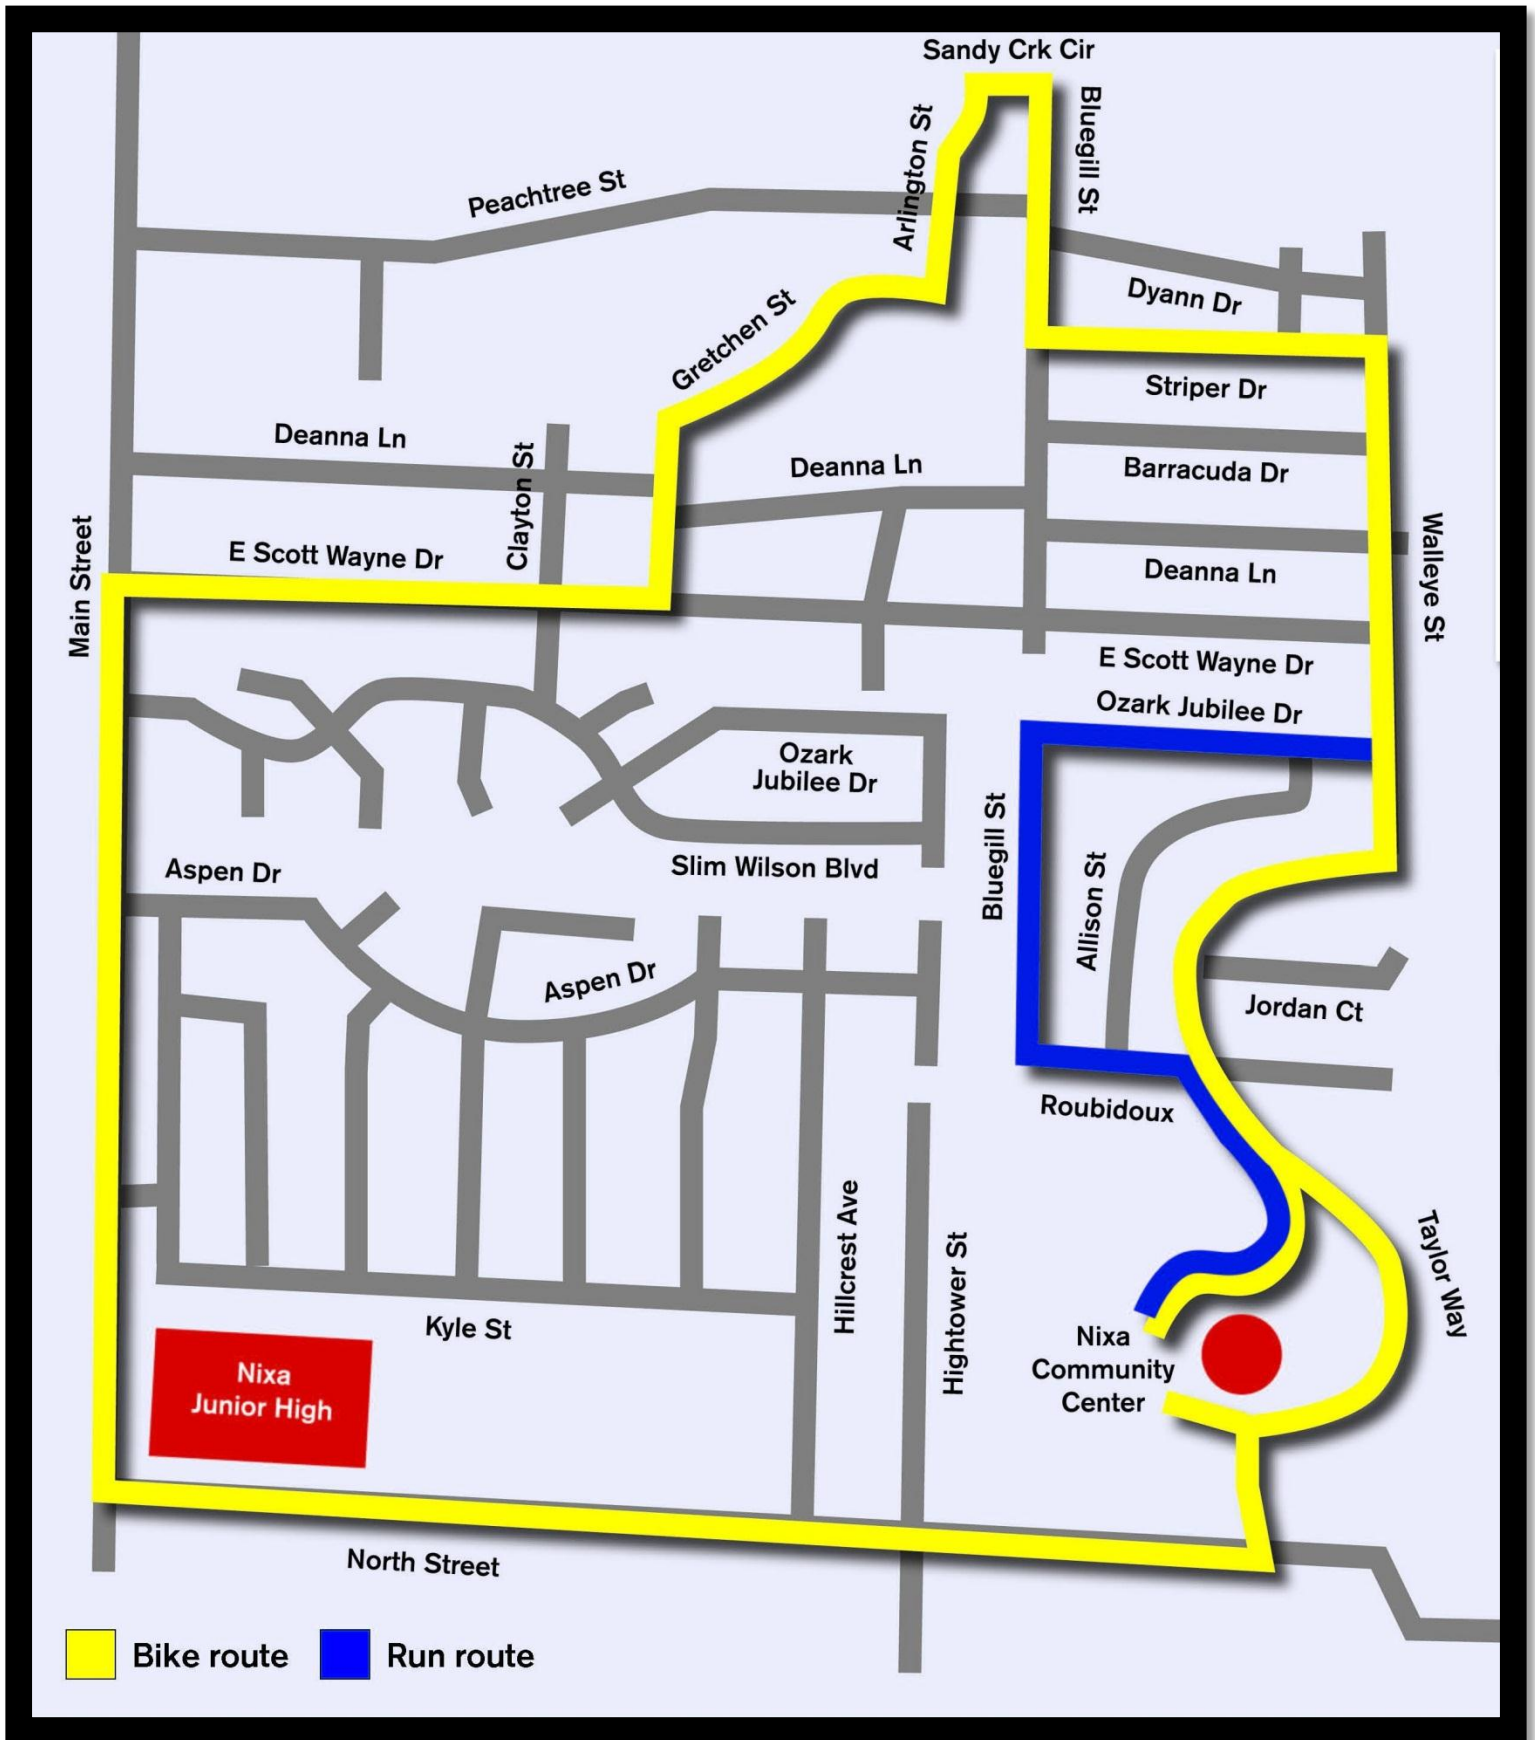 Sandy Crk Cir
Bluegill St
Arlington St
Peachtree St
Dyann Dr
Gretchen St
Striper Dr
Deanna Ln
Clayton St
Deanna Ln
Barracuda Dr
Main Street
E Scott Wayne Dr
Deanna Ln
Walleye St
E Scott Wayne Dr
Ozark Jubilee Dr
Ozark
Jubilee Dr
Bluegill St
Aspen Dr
Slim Wilson Blvd
Allison St
Aspen Dr
Jordan Ct
Roubidoux
Hillcrest Ave
Hightower St
Taylor Way
Kyle St
Nixa
Community
Center
Nixa
Junior High
North Street
Bike route
Run route